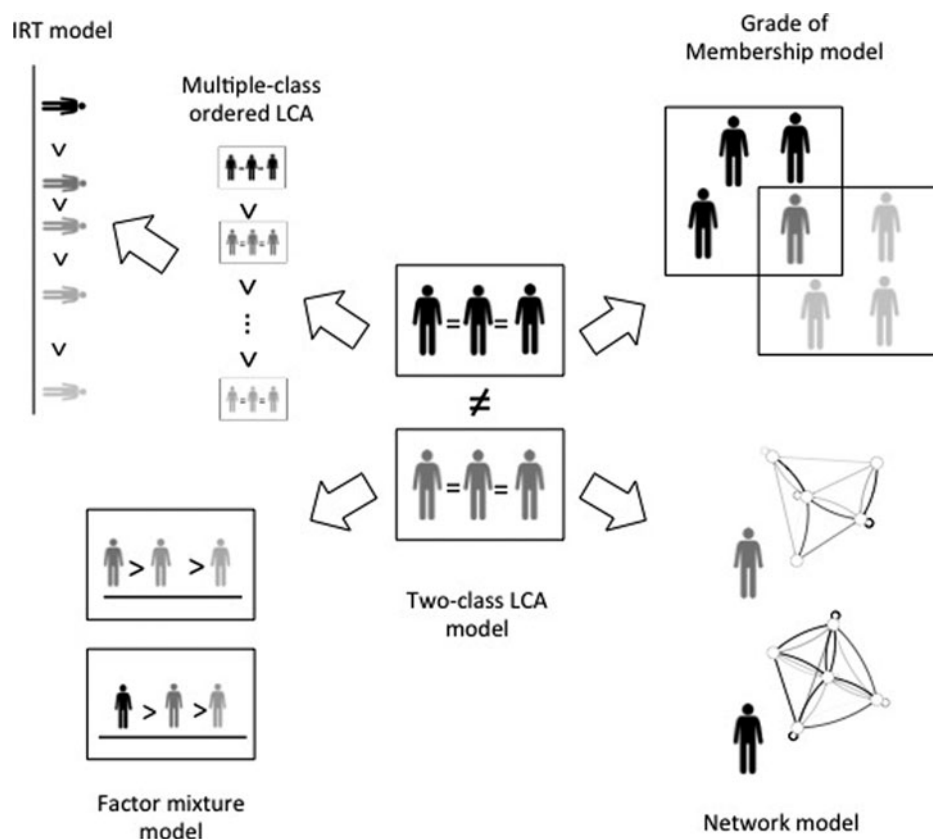 IRT model
Multiple-class
ordered LCA
Grade of
Membership model
Two-class LCA
model
Factor mixture
model
Network model